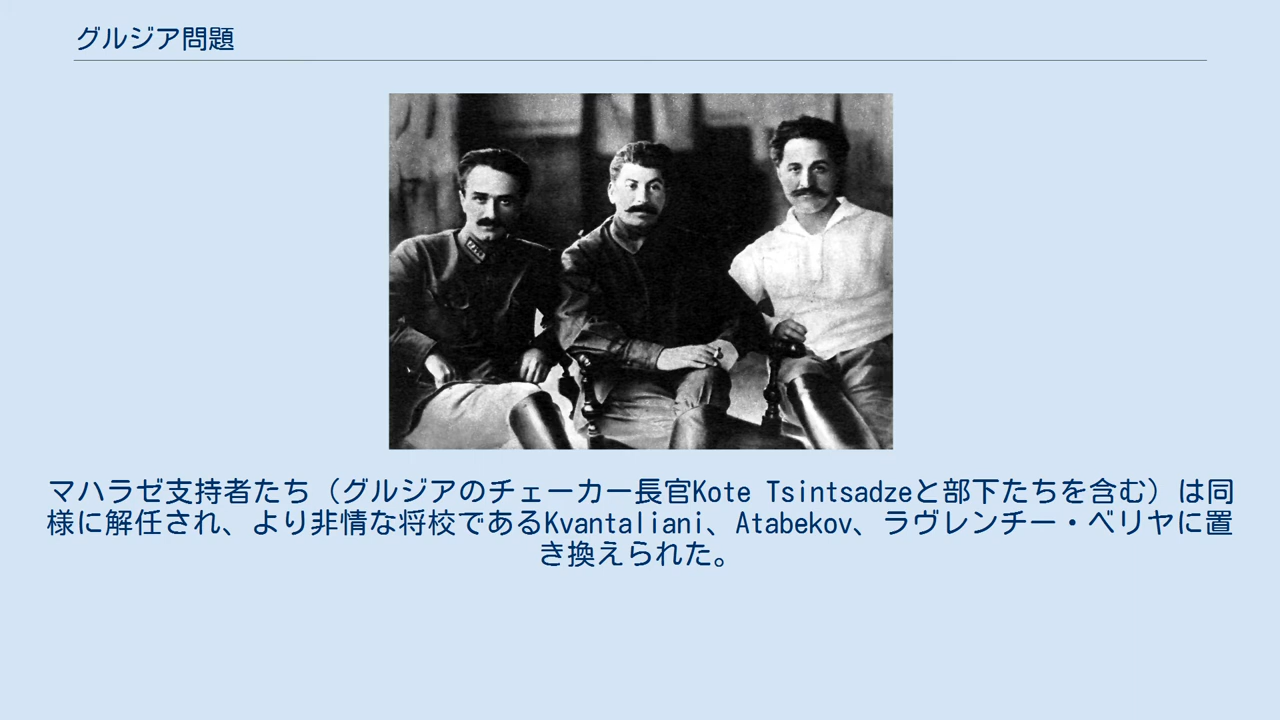 グルジア問題
マハラゼ支持者たち（グルジアのチェーカー長官Kote Tsintsadzeと部下たちを含む）は同
様に解任され、より非情な将校であるKvantaliani、Atabekov、ラヴレンチー・ベリヤに置
き換えられた。